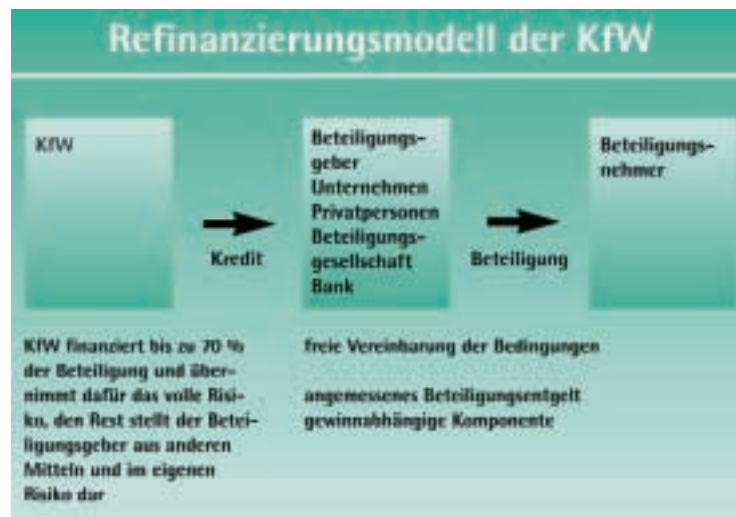 Refinanzierungsmodell der KfW
KfW
Kredit
Beteiligungs-
geber
Unternehmen
Privatpersonen
Beteiligungs-
gesellschaft
Bank
Beteiligung
Beteiligungs-
nehmer
KfW finanziert bis zu 70 %
der Beteiligung und über-
nimmt dafür das volle Risi-
ko, den Rest stellt der Betei-
ligungsgeber aus anderen
Mitteln und im eigenen
Risiko dar
freie Vereinbarung der Bedingungen
angemessenes Beteiligungsentgelt
gewinnabhängige Komponente